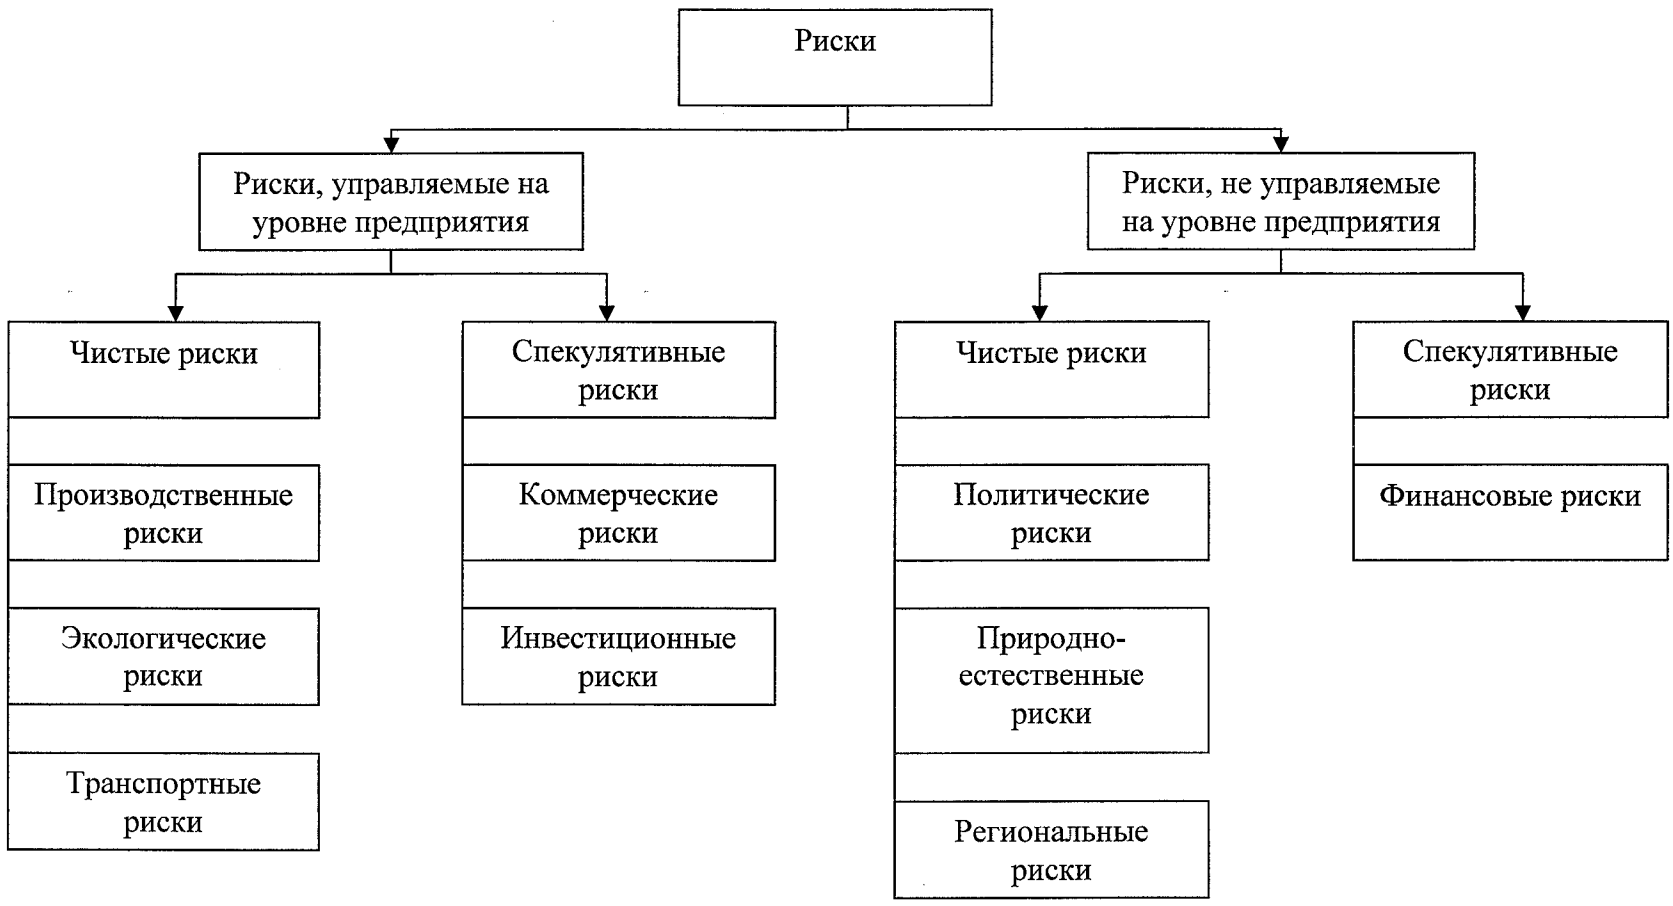 Риски
Риски, управляемые на
уровне предприятия
Риски, не управляемые
на уровне предприятия
Чистые риски
Спекулятивные
риски
Чистые риски
Спекулятивные
риски
Производственные
риски
Коммерческие
риски
Политические
риски
Финансовые риски
Экологические
риски
Инвестиционные
риски
Природно-
естественные
риски
Транспортные
риски
Региональные
риски